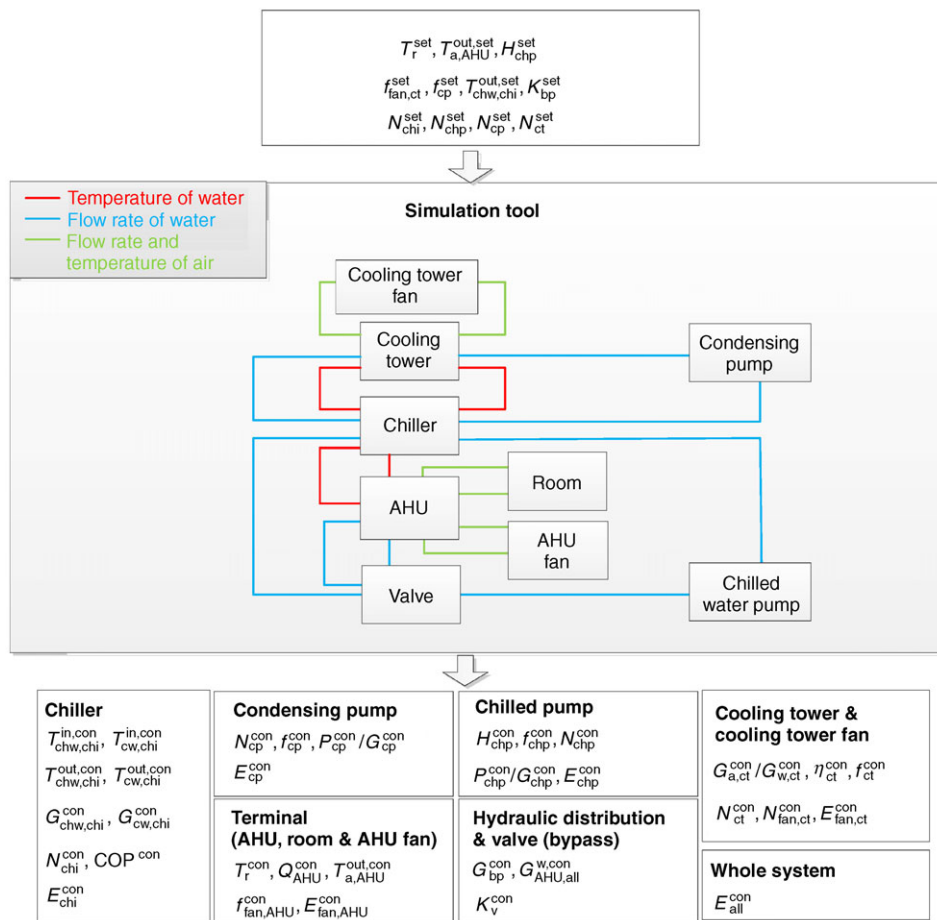 T_r^set, T_a,AHU^out,set, H_chp^set
f_fan,ct^set, f_cp^set, T_chw,chi^out,set, K_bp^set
N_chi^set, N_chp^set, N_cp^set, N_ct^set
Temperature of water
Flow rate of water
Flow rate and
temperature of air
Simulation tool
Cooling tower
fan
Cooling
tower
Condensing
pump
Chiller
Room
AHU
AHU
fan
Valve
Chilled
water pump
Chiller
T_chw,chi^in,con, T_cw,chi^in,con
T_chw,chi^out,con, T_cw,chi^out,con
G_chw,chi^con, G_cw,chi^con
N_chi^con, COP^con
E_chi^con
Condensing pump
N_cp^con, f_cp^con, P_cp^con/G_cp^con
E_cp^con
Terminal
(AHU, room & AHU fan)
T_r^con, Q_AHU^con, T_a,AHU^out,con
f_fan,AHU^con, E_fan,AHU^con
Chilled pump
H_chp^con, f_chp^con, N_chp^con
P_chp^con/G_chp^con, E_chp^con
Hydraulic distribution
& valve (bypass)
G_bp^con, G_AHU,all^w,con
K_v^con
Cooling tower &
cooling tower fan
G_a,ct^con/G_w,ct^con, η_ct^con, f_ct^con
N_ct^con, N_fan,ct^con, E_fan,ct^con
Whole system
E_all^con